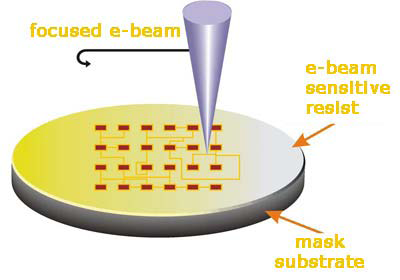 focused e-beam
e-beam
sensitive
resist
mask
substrate